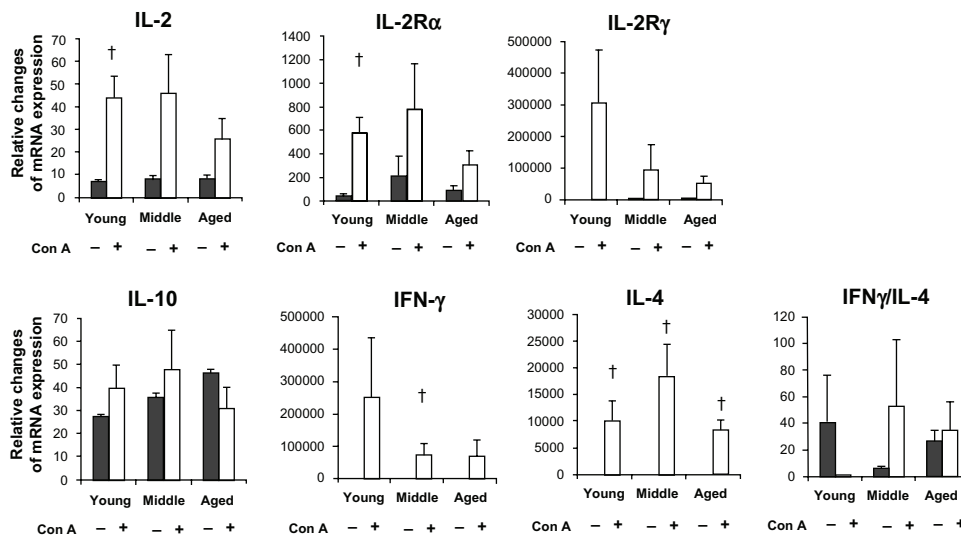 IL-2
Relative changes
of mRNA expression
70
60
50
40
30
20
10
0
†
Young Middle Aged
Con A – + – + – +
IL-2Rα
1400
1200
1000
800
600
400
200
0
†
Young Middle Aged
– + – + – +
IL-2Rγ
500000
400000
300000
200000
100000
0
Young Middle Aged
– + – + – +
IL-10
Relative changes
of mRNA expression
70
60
50
40
30
20
10
0
Young Middle Aged
Con A – + – + – +
IFN-γ
500000
400000
300000
200000
100000
0
†
Young Middle Aged
– + – + – +
IL-4
30000
25000
20000
15000
10000
5000
0
† † †
Young Middle Aged
– + – + – +
IFNγ/IL-4
120
100
80
60
40
20
0
Young Middle Aged
– + – + – +